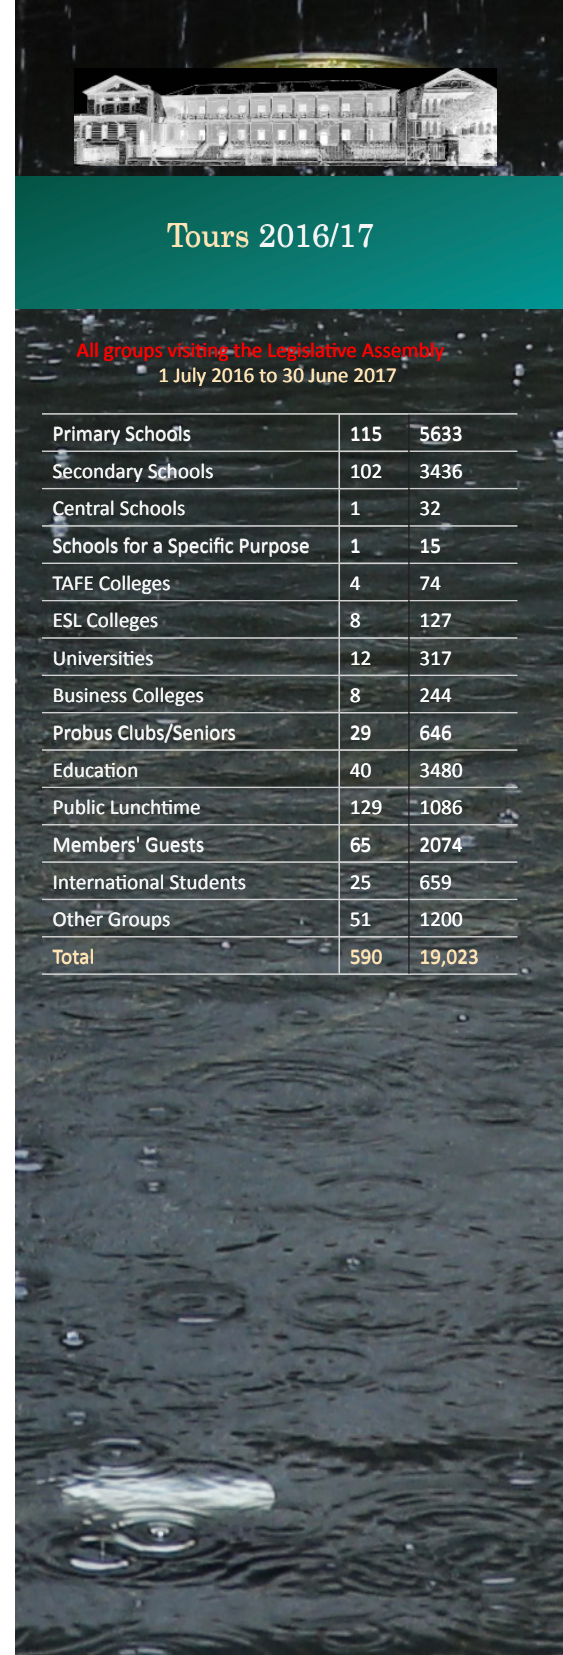 Tours 2016/17
All groups visiting the Legislative Assembly
1 July 2016 to 30 June 2017
Primary Schools 115 5633
Secondary Schools 102 3436
Central Schools 1 32
Schools for a Specific Purpose 1 15
TAFE Colleges 4 74
ESL Colleges 8 127
Universities 12 317
Business Colleges 8 244
Probus Clubs/Seniors 29 646
Education 40 3480
Public Lunchtime 129 1086
Members' Guests 65 2074
International Students 25 659
Other Groups 51 1200
Total 590 19,023